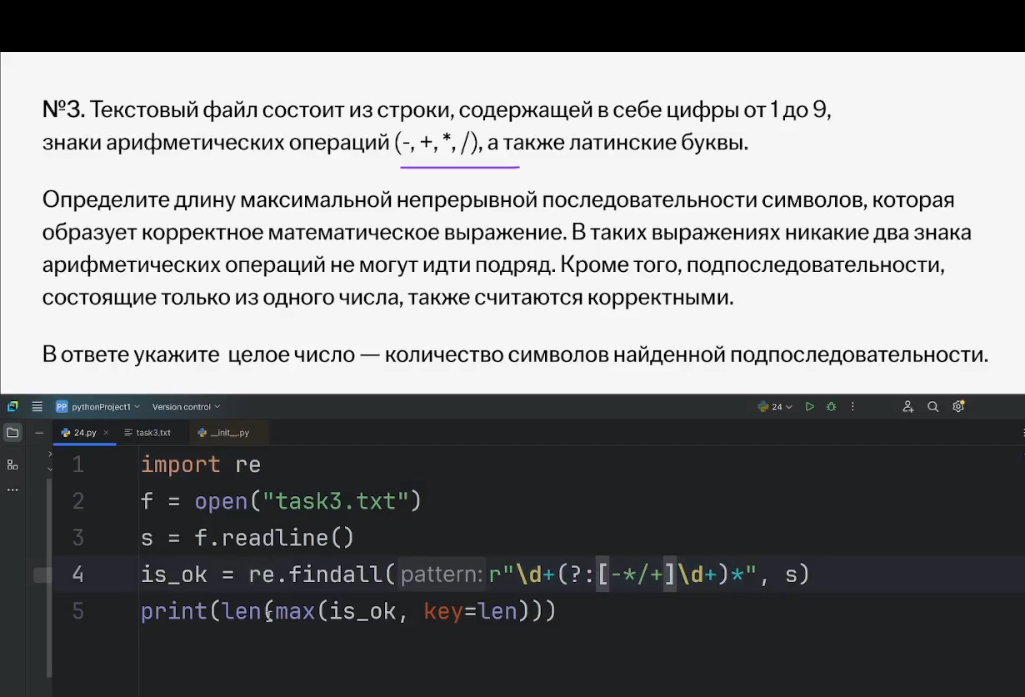 №3. Текстовый файл состоит из строки, содержащей в себе цифры от 1 до 9,
знаки арифметических операций (-, +, *, /), а также латинские буквы.
Определите длину максимальной непрерывной последовательности символов, которая
образует корректное математическое выражение. В таких выражениях никакие два знака
арифметических операций не могут идти подряд. Кроме того, подпоследовательности,
состоящие только из одного числа, также считаются корректными.
В ответе укажите целое число — количество символов найденной подпоследовательности.
PP pythonProject1 Version control 24
24.py task3.txt __init__.py
1 import re
2 f = open("task3.txt")
3 s = f.readline()
4 is_ok = re.findall( pattern: r"\d+(?:[-*/+]\d+)*", s)
5 print(len(max(is_ok, key=len)))